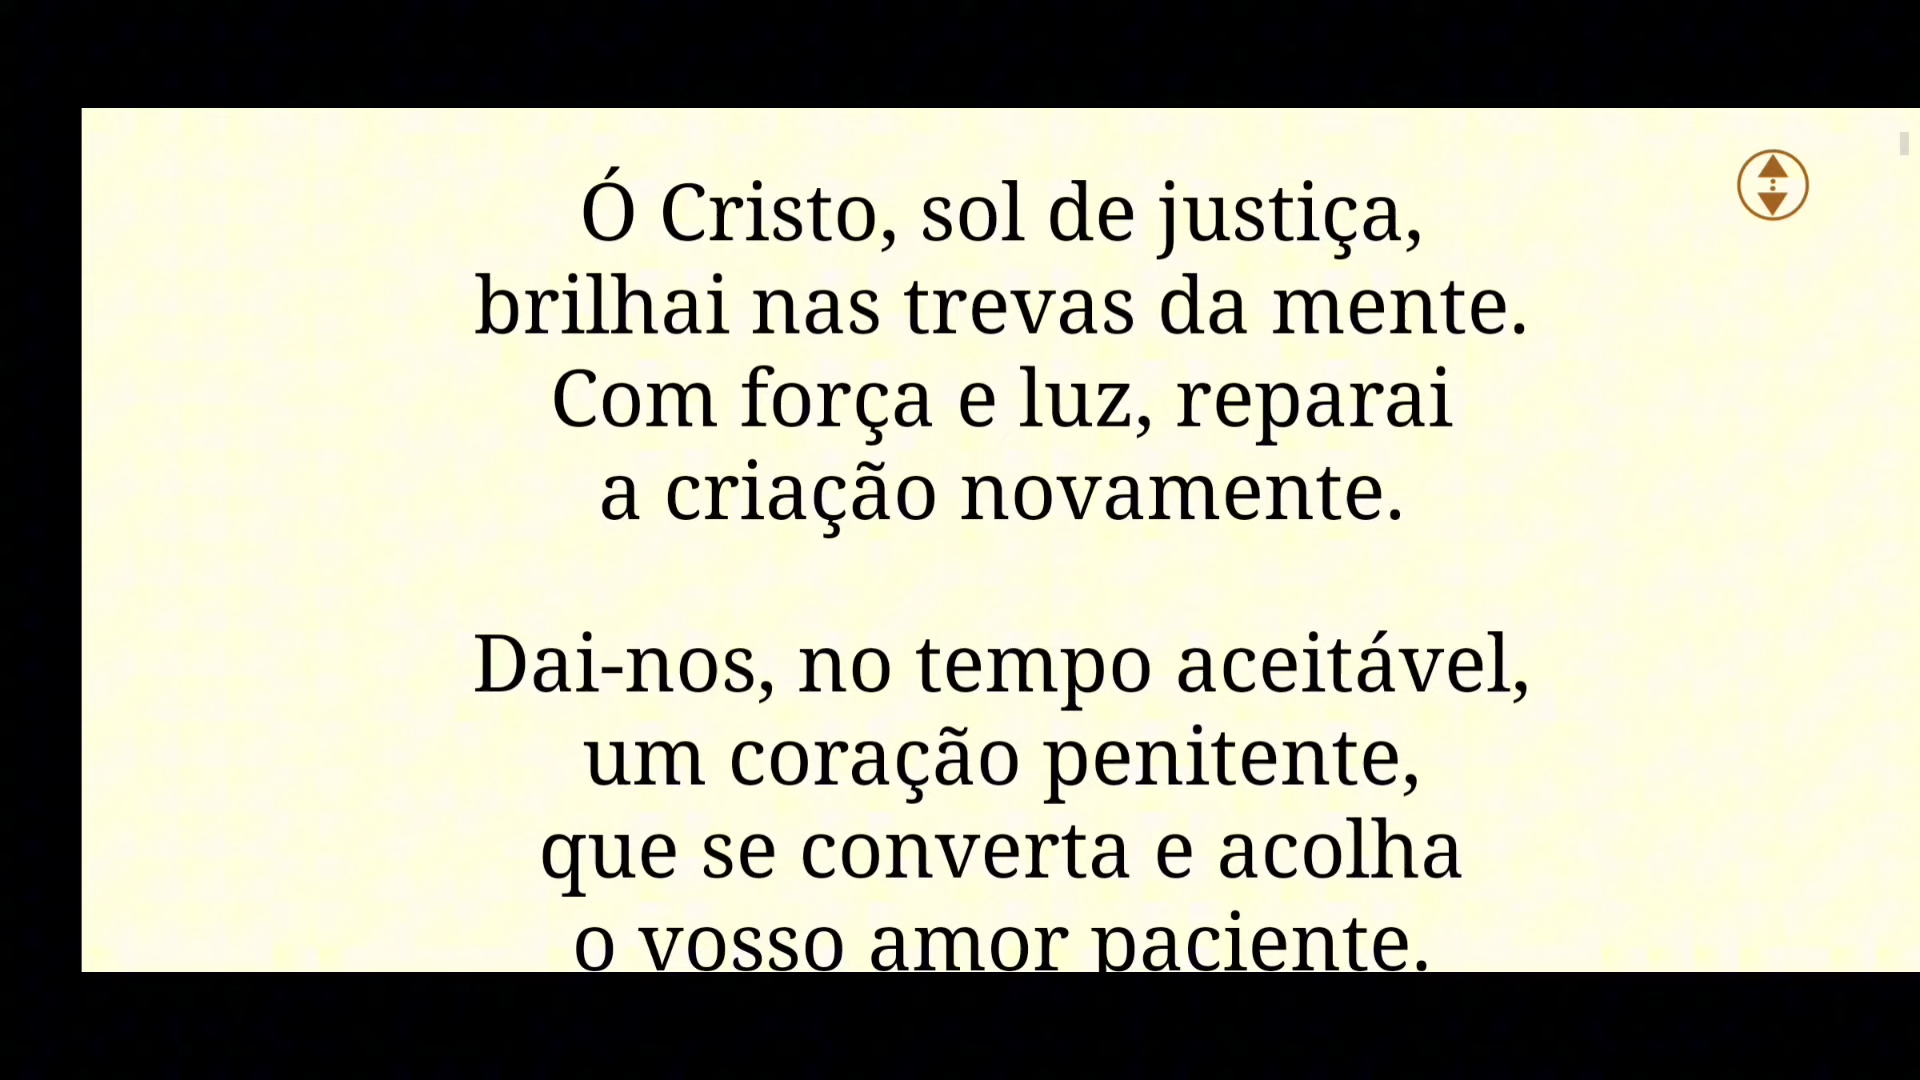 Ó Cristo, sol de justiça,
brilhai nas trevas da mente.
Com força e luz, reparai
a criação novamente.
Dai-nos, no tempo aceitável,
um coração penitente,
que se converta e acolha
o vosso amor paciente.